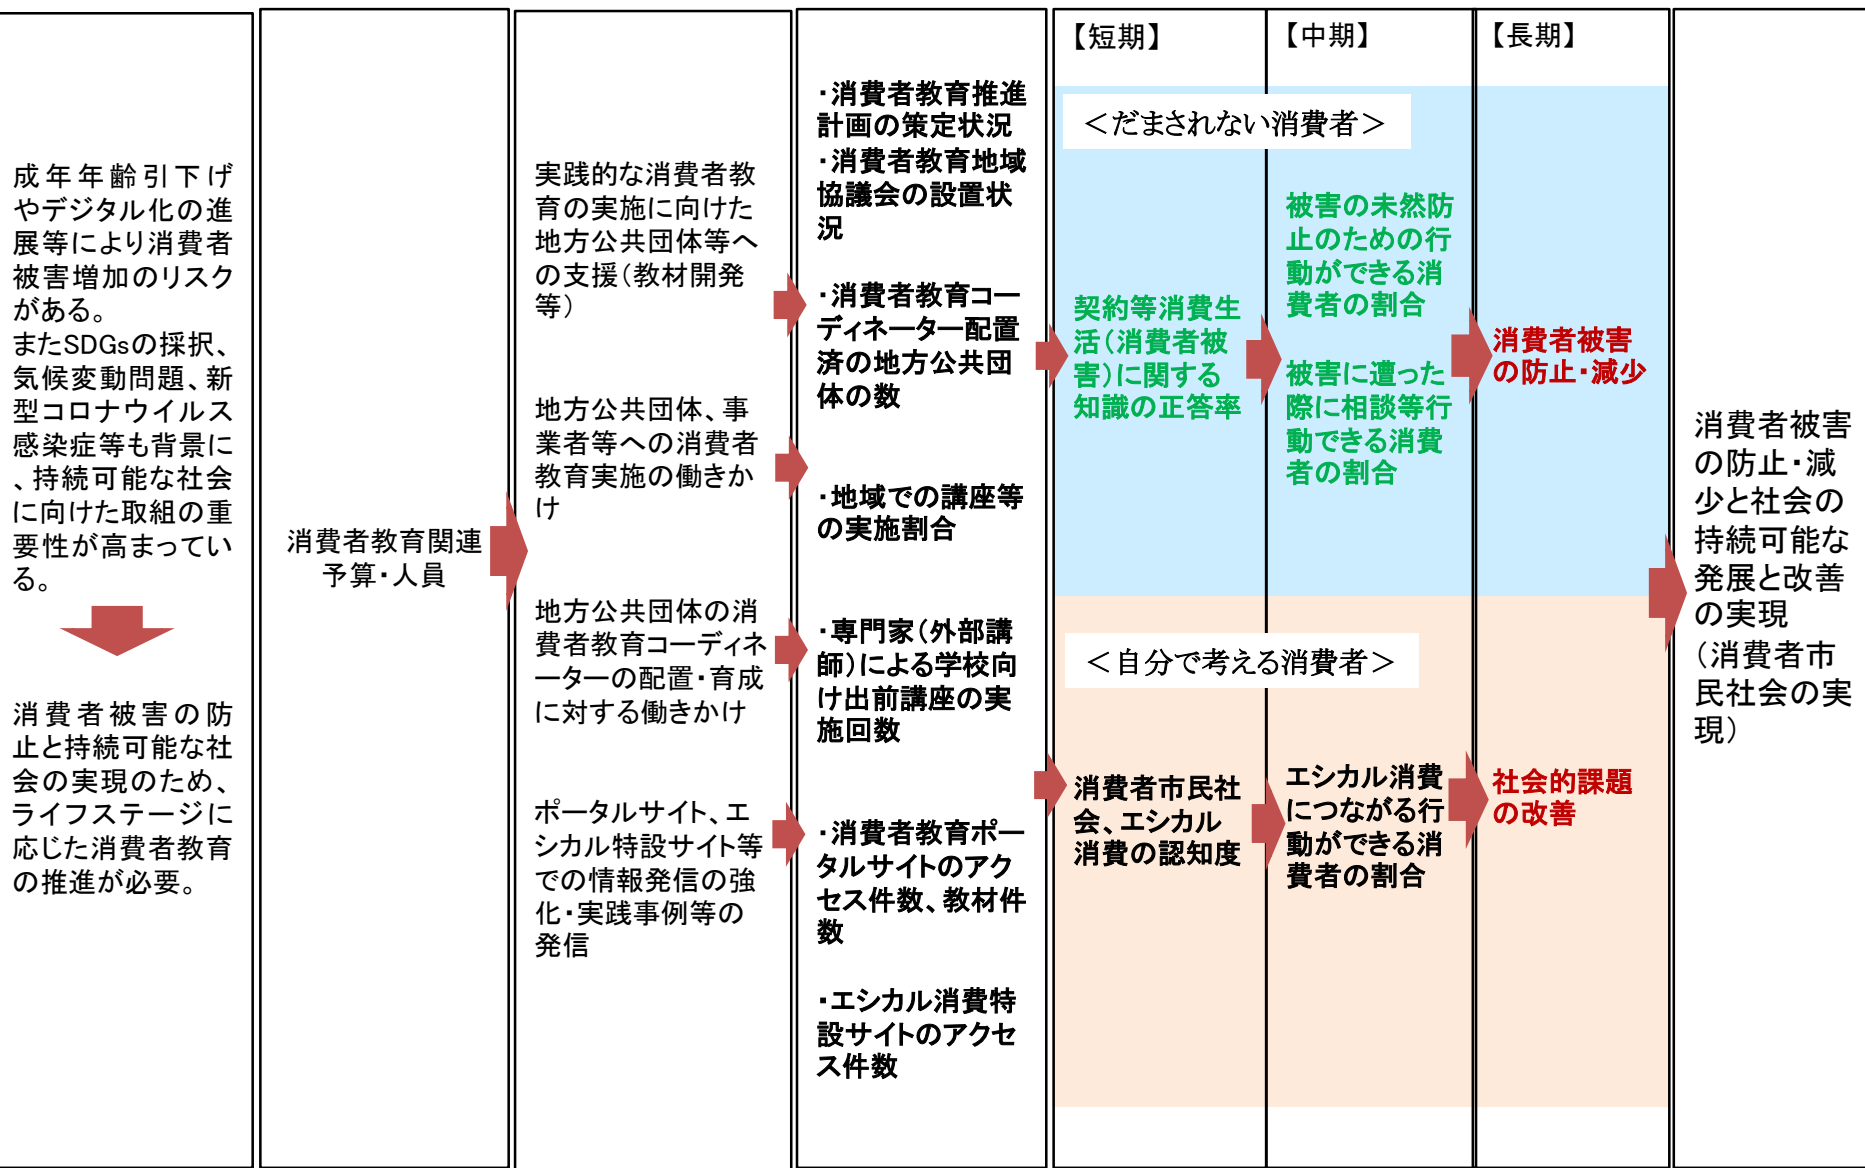 成年年齢引下げ
やデジタル化の進
展等により消費者
被害増加のリスク
がある。
またSDGsの採択、
気候変動問題、新
型コロナウイルス
感染症等も背景に
、持続可能な社会
に向けた取組の重
要性が高まってい
る。
消費者被害の防
止と持続可能な社
会の実現のため、
ライフステージに
応じた消費者教育
の推進が必要。
消費者教育関連
予算・人員
実践的な消費者教
育の実施に向けた
地方公共団体等へ
の支援（教材開発
等）
地方公共団体、事
業者等への消費者
教育実施の働きか
け
地方公共団体の消
費者教育コーディネ
ーターの配置・育成
に対する働きかけ
ポータルサイト、エ
シカル特設サイト等
での情報発信の強
化・実践事例等の
発信
・消費者教育推進
計画の策定状況
・消費者教育地域
協議会の設置状
況
・消費者教育コー
ディネーター配置
済の地方公共団
体の数
・地域での講座等
の実施割合
・専門家（外部講
師）による学校向
け出前講座の実
施回数
・消費者教育ポー
タルサイトのアク
セス件数、教材件
数
・エシカル消費特
設サイトのアクセ
ス件数
【短期】
【中期】
【長期】
＜だまされない消費者＞
契約等消費生
活（消費者被
害）に関する
知識の正答率
被害の未然防
止のための行
動ができる消
費者の割合
被害に遭った
際に相談等行
動できる消費
者の割合
消費者被害
の防止・減少
＜自分で考える消費者＞
消費者市民社
会、エシカル
消費の認知度
エシカル消費
につながる行
動ができる消
費者の割合
社会的課題
の改善
消費者被害
の防止・減
少と社会の
持続可能な
発展と改善
の実現
（消費者市
民社会の実
現）